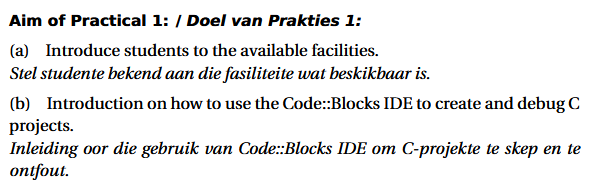 Aim of Practical 1: / Doel van Prakties 1:
(a) Introduce students to the available facilities.
Stel studente bekend aan die fasiliteite wat beskikbaar is.
(b) Introduction on how to use the Code::Blocks IDE to create and debug C
projects.
Inleiding oor die gebruik van Code::Blocks IDE om C-projekte te skep en te
ontfout.